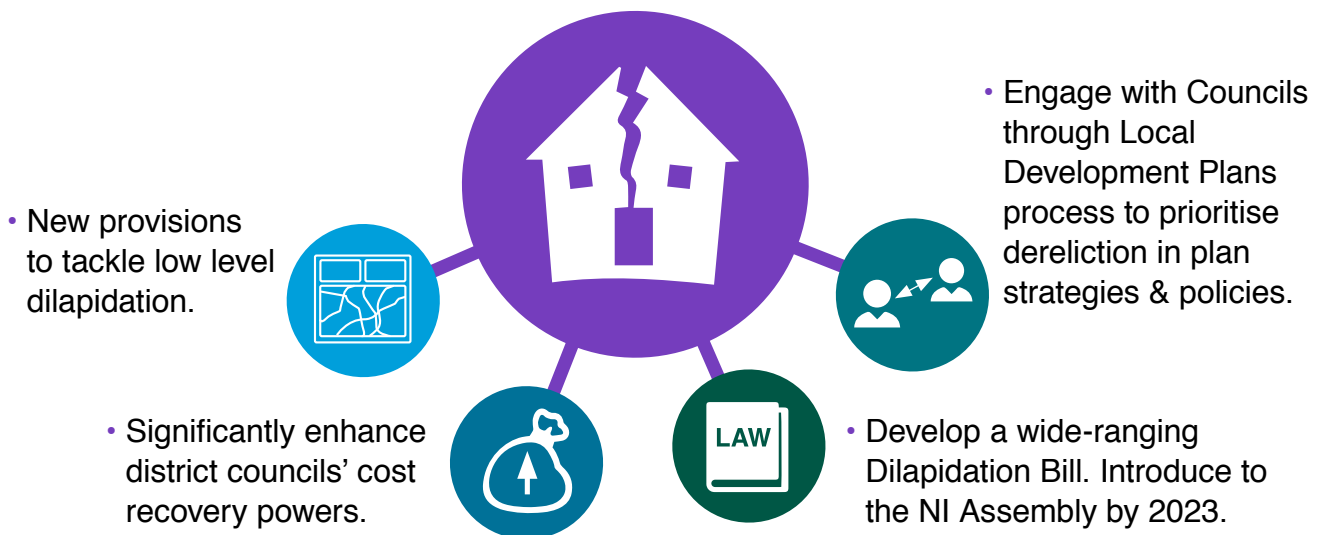 • New provisions
to tackle low level
dilapidation.
• Significantly enhance
district councils’ cost
recovery powers.
LAW
• Develop a wide-ranging
Dilapidation Bill. Introduce to
the NI Assembly by 2023.
• Engage with Councils
through Local
Development Plans
process to prioritise
dereliction in plan
strategies & policies.